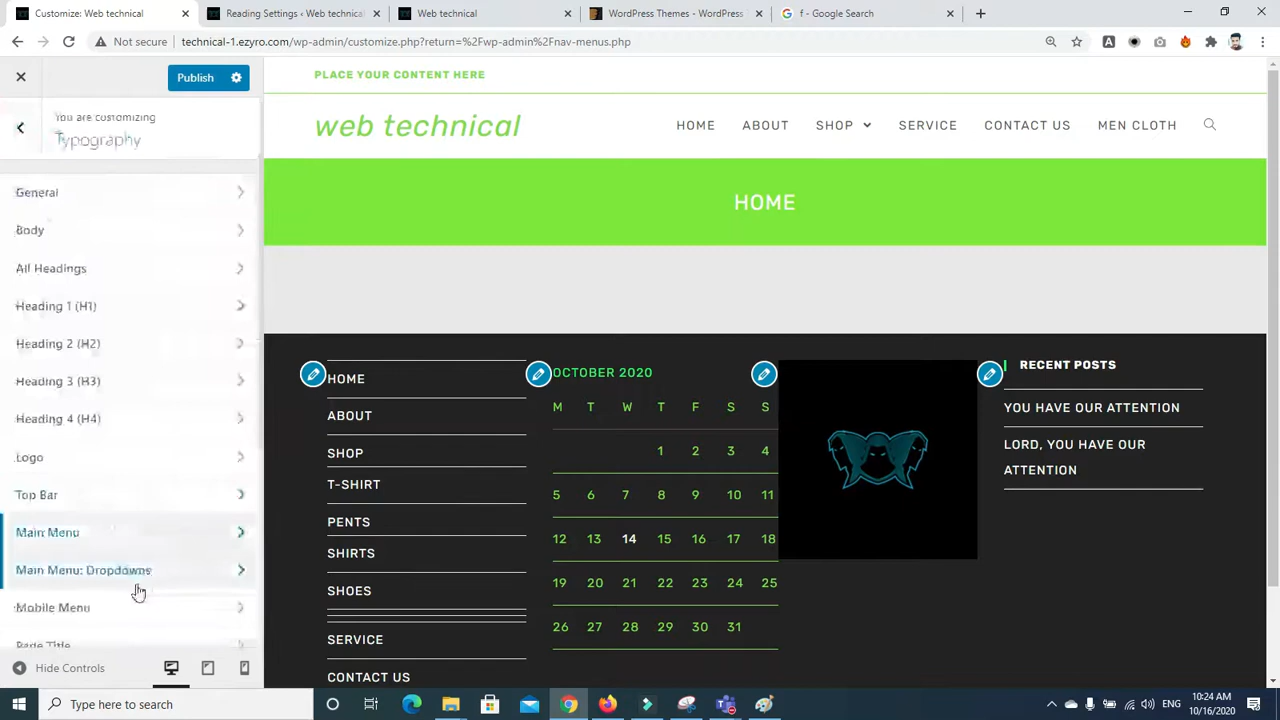 Customize: Web technical
Reading Settings ‹ Web technical
Web technical
WordPress Themes - WordPress
f - Google Search
Not secure
technical-1.ezyro.com/wp-admin/customize.php?return=%2Fwp-admin%2Fnav-menus.php
Publish
You are customizing
Typography
General
Body
All Headings
Heading 1 (H1)
Heading 2 (H2)
Heading 3 (H3)
Heading 4 (H4)
Logo
Top Bar
Main Menu
Main Menu: Dropdowns
Mobile Menu
Page Title
Hide Controls
PLACE YOUR CONTENT HERE
web technical
HOME ABOUT SHOP SERVICE CONTACT US MEN CLOTH
HOME
HOME
ABOUT
SHOP
T-SHIRT
PENTS
SHIRTS
SHOES
SERVICE
CONTACT US
OCTOBER 2020
M T W T F S S
1 2 3 4
5 6 7 8 9 10 11
12 13 14 15 16 17 18
19 20 21 22 23 24 25
26 27 28 29 30 31
RECENT POSTS
YOU HAVE OUR ATTENTION
LORD, YOU HAVE OUR
ATTENTION
Type here to search
ENG
10:24 AM
10/16/2020